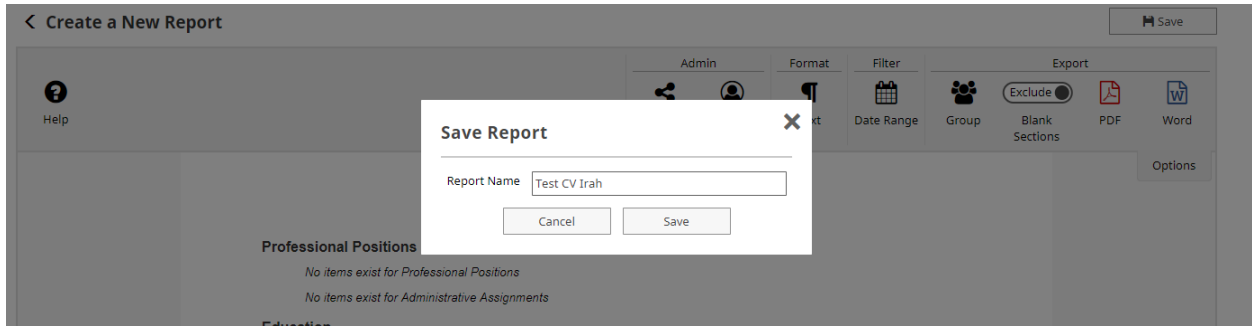 Create a New Report
Save
Admin
Format
Filter
Export
Exclude
Help
xt
Date Range
Group
Blank
Sections
PDF
Word
Options
Save Report
Report Name
Test CV Irah
Cancel
Save
Professional Positions
No items exist for Professional Positions
No items exist for Administrative Assignments
Education